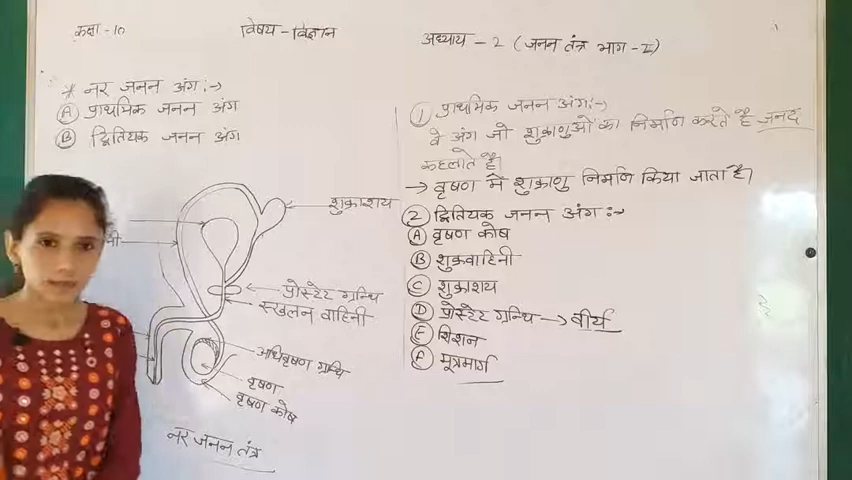 कक्षा - 10
विषय - विज्ञान
अध्याय - 2 (जनन तंत्र भाग - II)
* नर जनन अंग :->
A प्राथमिक जनन अंग
B द्वितियक जनन अंग
शुक्राशय
नी
प्रोस्टेट ग्रन्थि
स्खलन वाहिनी
अधिवृषण ग्रन्थि
वृषण
वृषण कोष
नर जनन तंत्र
1 प्राथमिक जनन अंग :->
वे अंग जो शुक्राणुओं का निर्माण करते है जनद
कहलाते है।
-> वृषण में शुक्राणु निर्माण किया जाता है।
2 द्वितियक जनन अंग :->
A वृषण कोष
B शुक्रवाहिनी
C शुक्राशय
D प्रोस्टेट ग्रन्थि -> वीर्य
E शिशन
F मूत्रमार्ग